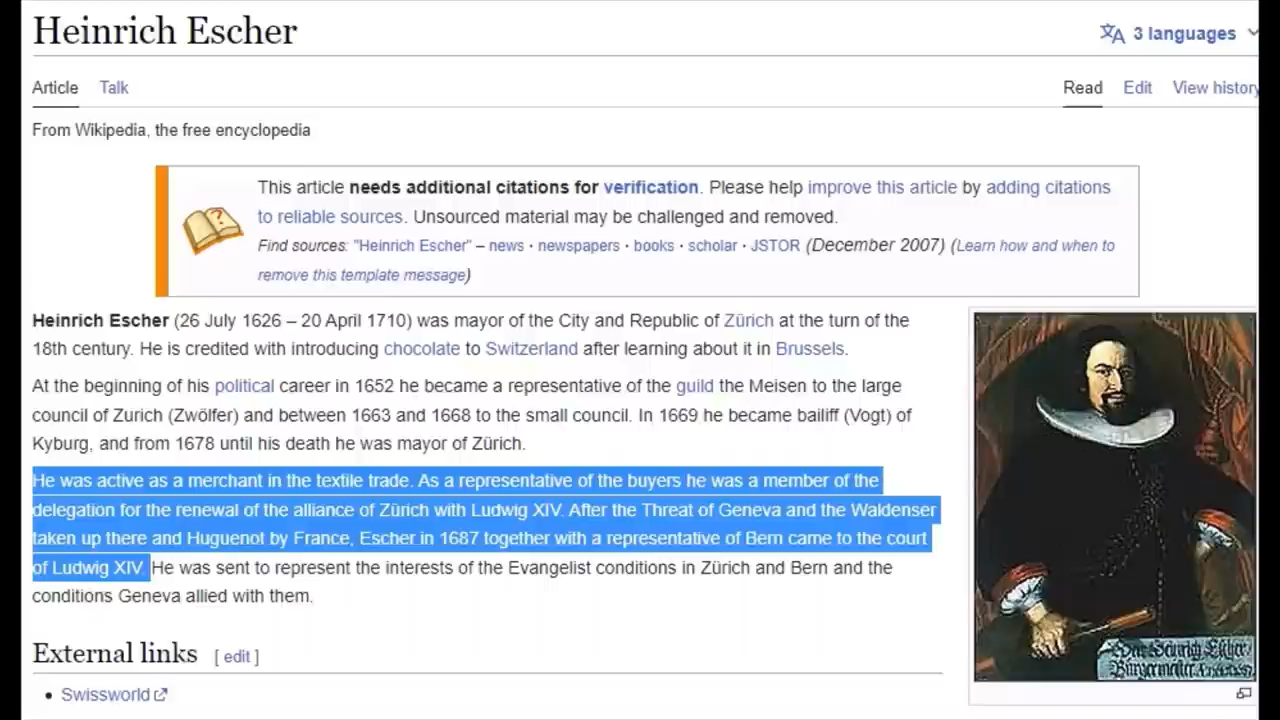 Heinrich Escher
3 languages
Article Talk
Read Edit View history
From Wikipedia, the free encyclopedia
This article needs additional citations for verification. Please help improve this article by adding citations
to reliable sources. Unsourced material may be challenged and removed.
Find sources: "Heinrich Escher" – news · newspapers · books · scholar · JSTOR (December 2007) (Learn how and when to
remove this template message)
Heinrich Escher (26 July 1626 – 20 April 1710) was mayor of the City and Republic of Zürich at the turn of the
18th century. He is credited with introducing chocolate to Switzerland after learning about it in Brussels.
At the beginning of his political career in 1652 he became a representative of the guild the Meisen to the large
council of Zurich (Zwölfer) and between 1663 and 1668 to the small council. In 1669 he became bailiff (Vogt) of
Kyburg, and from 1678 until his death he was mayor of Zürich.
He was active as a merchant in the textile trade. As a representative of the buyers he was a member of the
delegation for the renewal of the alliance of Zürich with Ludwig XIV. After the Threat of Geneva and the Waldenser
taken up there and Huguenot by France, Escher in 1687 together with a representative of Bern came to the court
of Ludwig XIV. He was sent to represent the interests of the Evangelist conditions in Zürich and Bern and the
conditions Geneva allied with them.
Heinrich Escher
Bürgermeister
External links [ edit ]
• Swissworld